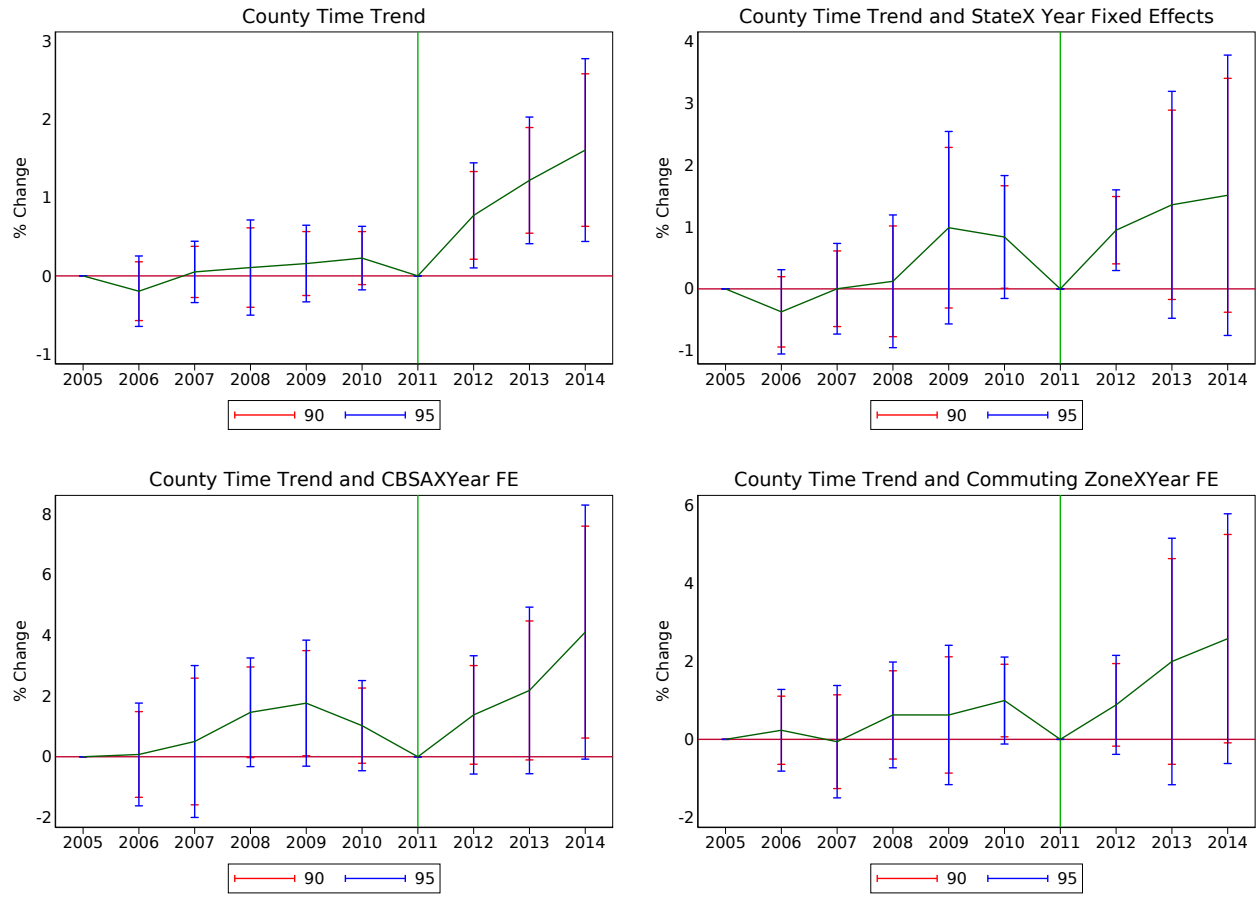 County Time Trend
% Change
3
2
1
0
-1
2005 2006 2007 2008 2009 2010 2011 2012 2013 2014
90 95
County Time Trend and StateX Year Fixed Effects
% Change
4
3
2
1
0
-1
2005 2006 2007 2008 2009 2010 2011 2012 2013 2014
90 95
County Time Trend and CBSAXYear FE
% Change
8
6
4
2
0
-2
2005 2006 2007 2008 2009 2010 2011 2012 2013 2014
90 95
County Time Trend and Commuting ZoneXYear FE
% Change
6
4
2
0
-2
2005 2006 2007 2008 2009 2010 2011 2012 2013 2014
90 95